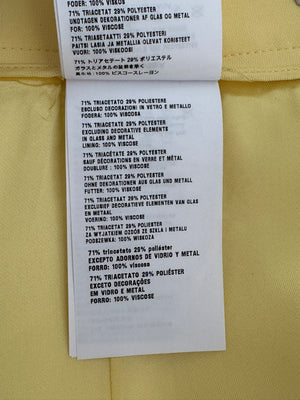 FODER: 100% VISKOS
71% TRIACETAT 29% POLYESTER
UNDTAGEN DEKORATIONER AF GLAS OG METAL
FOR: 100% VISCOSE
71% TRIASETAATTI 29% POLYESTERI
PAITSI LASIA JA METALLIA OLEVAT KORISTEET
VUORI: 100% VISKOOSI
71% トリアセテート 29% ポリエステル
ガラスとメタルの装飾を除く
裏地: 100% ビスコースレーヨン
71% TRIACETATO 29% POLIESTERE
ESCLUSO DECORAZIONI IN VETRO E METALLO
FODERA: 100% VISCOSA
71% TRIACETATE 29% POLYESTER
EXCLUDING DECORATIVE ELEMENTS
IN GLASS AND METAL
LINING: 100% VISCOSE
71% TRIACETATE 29% POLYESTER
SAUF DÉCORATIONS EN VERRE ET MÉTAL
DOUBLURE : 100% VISCOSE
71% TRIACETAT 29% POLYESTER
OHNE DEKORATIONEN AUS GLAS UND METALL
FUTTER: 100% VISKOSE
71% TRIACETAAT 29% POLYESTER
EXCLUSIEF DECORATIEVE ELEMENTEN VAN GLAS
EN METAAL
VOERING: 100% VISCOSE
71% TRIOCTAN 29% POLIESTER
ZA WYJATKIEM OZDÓB ZE SZKŁA I METALU
PODSZEWKA: 100% WISKOZA
71% triacetato 29% poliéster
EXCEPTO ADORNOS DE VIDRIO Y METAL
FORRO: 100% viscosa
71% TRIACETATO 29% POLIÉSTER
EXCETO DECORAÇÕES
EM VIDRO E METAL
FORRO: 100% VISCOSE